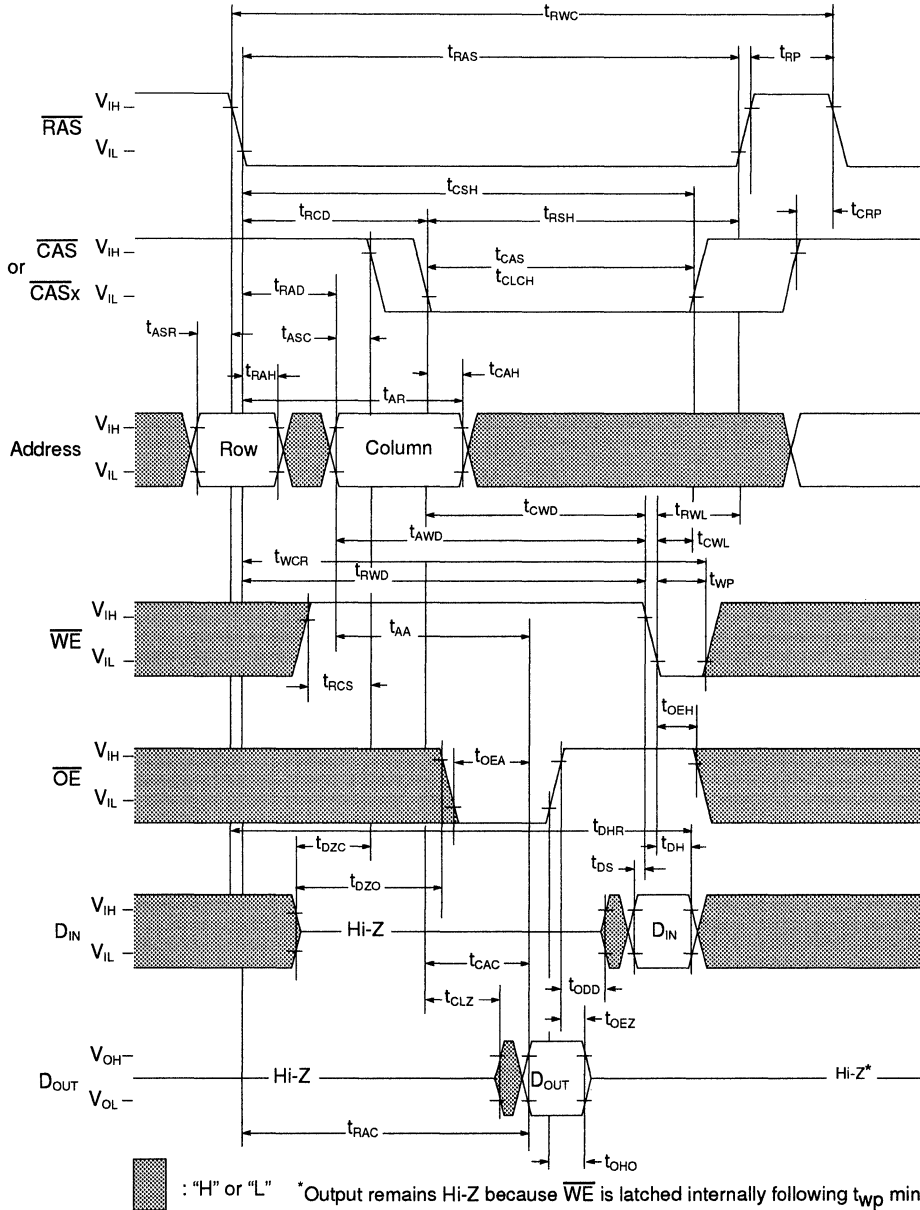 tRWC
tRAS
tRP
VIH
RAS
VIL
tCSH
tRCD
tRSH
tCRP
CAS
VIH
or
tCAS
tCLCH
CASx
VIL
tRAD
tASR
tASC
tRAH
tCAH
tAR
VIH
Address
Row
Column
VIL
tCWD
tRWL
tAWD
tCWL
tWCR
tRWD
tWP
VIH
WE
tAA
VIL
tRCS
tOEH
VIH
tOEA
OE
VIL
tDHR
tDZC
tDH
tDS
tDZO
VIH
DIN
Hi-Z
DIN
VIL
tCAC
tODD
tCLZ
tOEZ
VOH
Hi-Z
DOUT
DOUT
Hi-Z*
VOL
tRAC
tOHO
: "H" or "L"
*Output remains Hi-Z because WE is latched internally following twp min